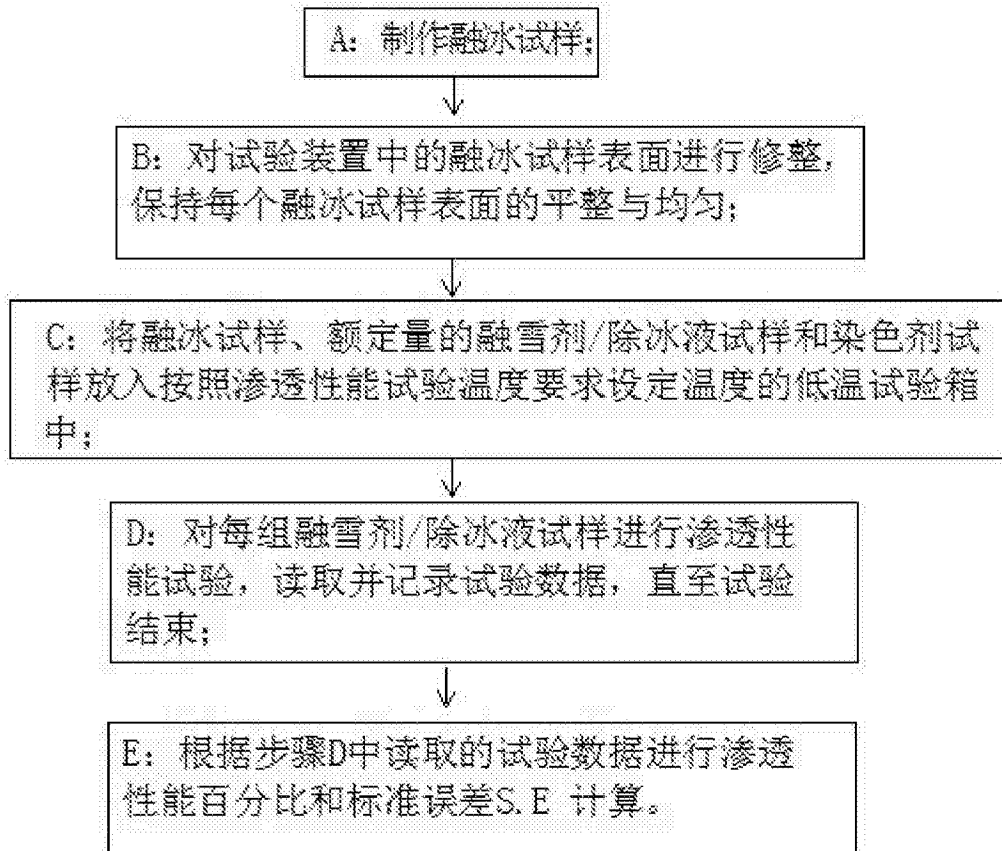 A：制作融冰试样；
B：对试验装置中的融冰试样表面进行修整，
保持每个融冰试样表面的平整与均匀；
C：将融冰试样、额定量的融雪剂/除冰液试样和染色剂试
样放入按照渗透性能试验温度要求设定温度的低温试验箱
中；
D：对每组融雪剂/除冰液试样进行渗透性
能试验，读取并记录试验数据，直至试验
结束；
E：根据步骤D中读取的试验数据进行渗透
性能百分比和标准误差S.E 计算。